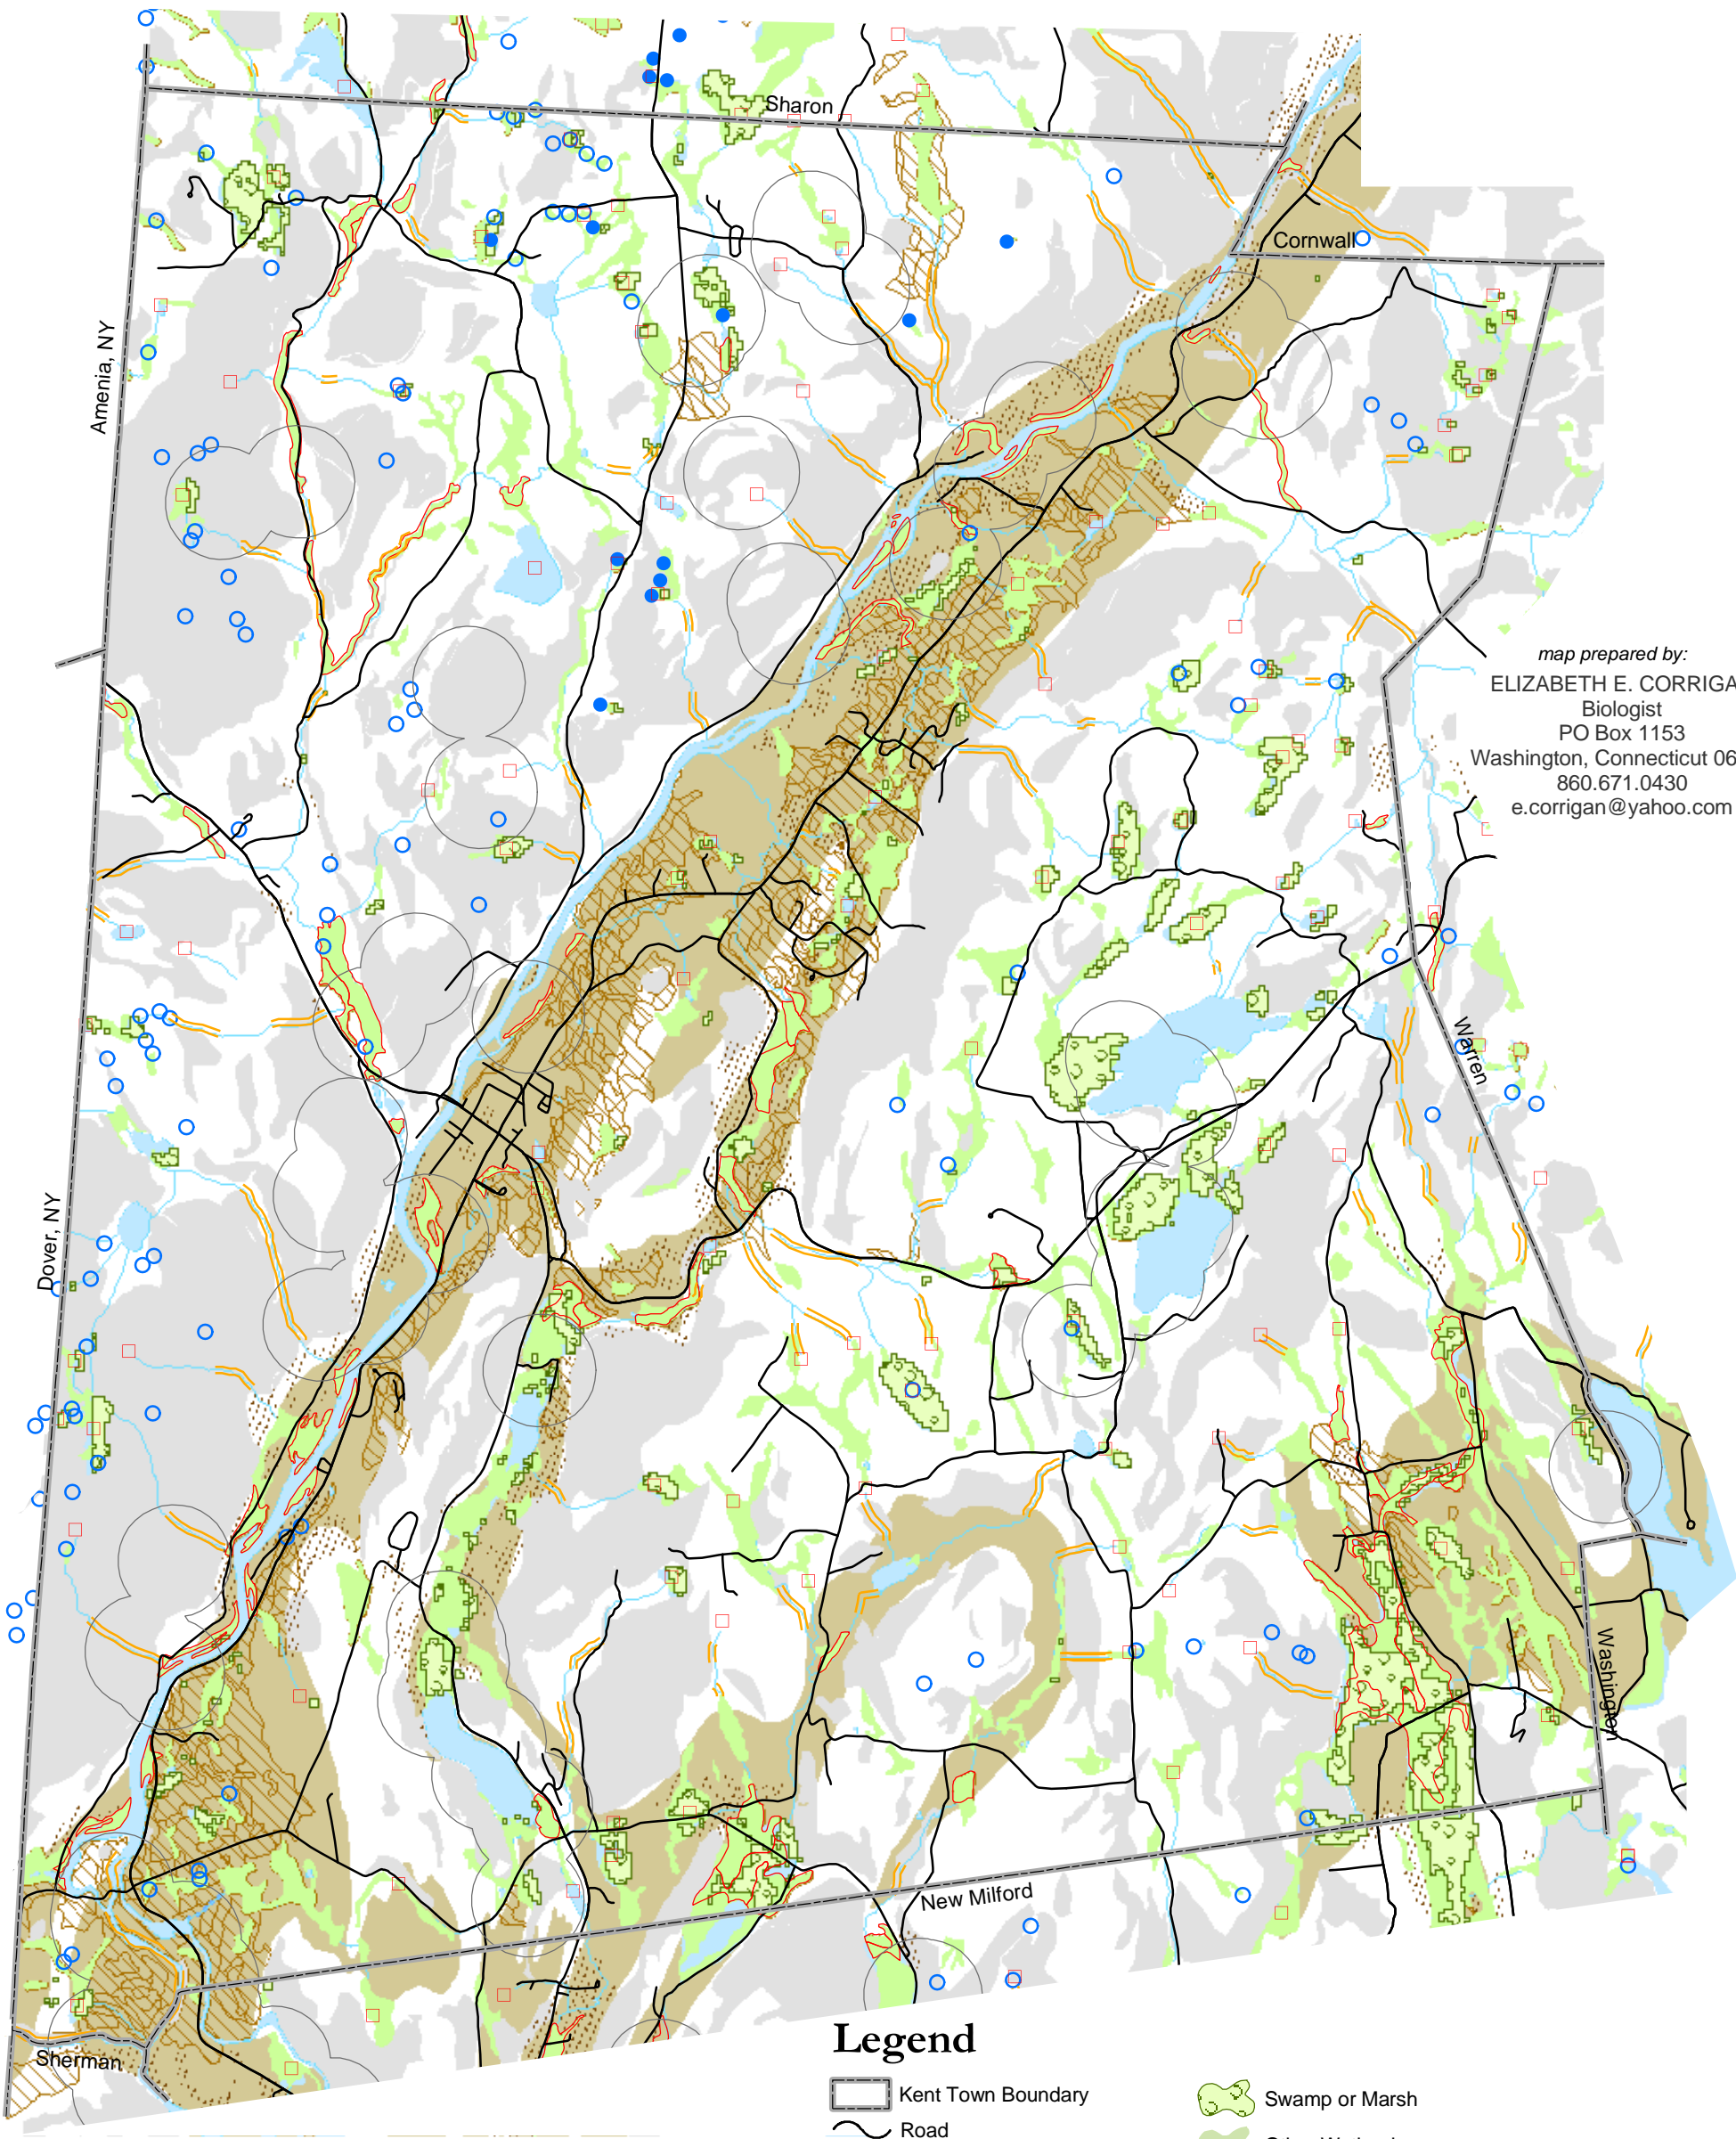 Sharon
Cornwall
Amenia, NY
map prepared by:
ELIZABETH E. CORRIGA
Biologist
PO Box 1153
Washington, Connecticut 06
860.671.0430
e.corrigan@yahoo.com
Warren
Dover, NY
Washington
New Milford
Sherman
Legend
Kent Town Boundary
Swamp or Marsh
Road